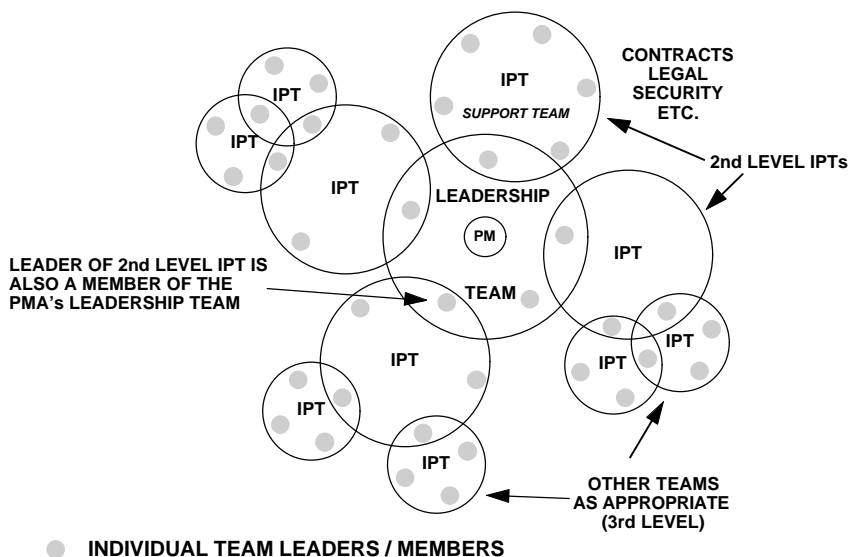 CONTRACTS
LEGAL
SECURITY
ETC.
IPT
SUPPORT TEAM
IPT
IPT
2nd LEVEL IPTs
LEADERSHIP
IPT
PM
IPT
LEADER OF 2nd LEVEL IPT IS
ALSO A MEMBER OF THE
PMA's LEADERSHIP TEAM
TEAM
IPT
IPT
IPT
IPT
IPT
OTHER TEAMS
AS APPROPRIATE
(3rd LEVEL)
INDIVIDUAL TEAM LEADERS / MEMBERS